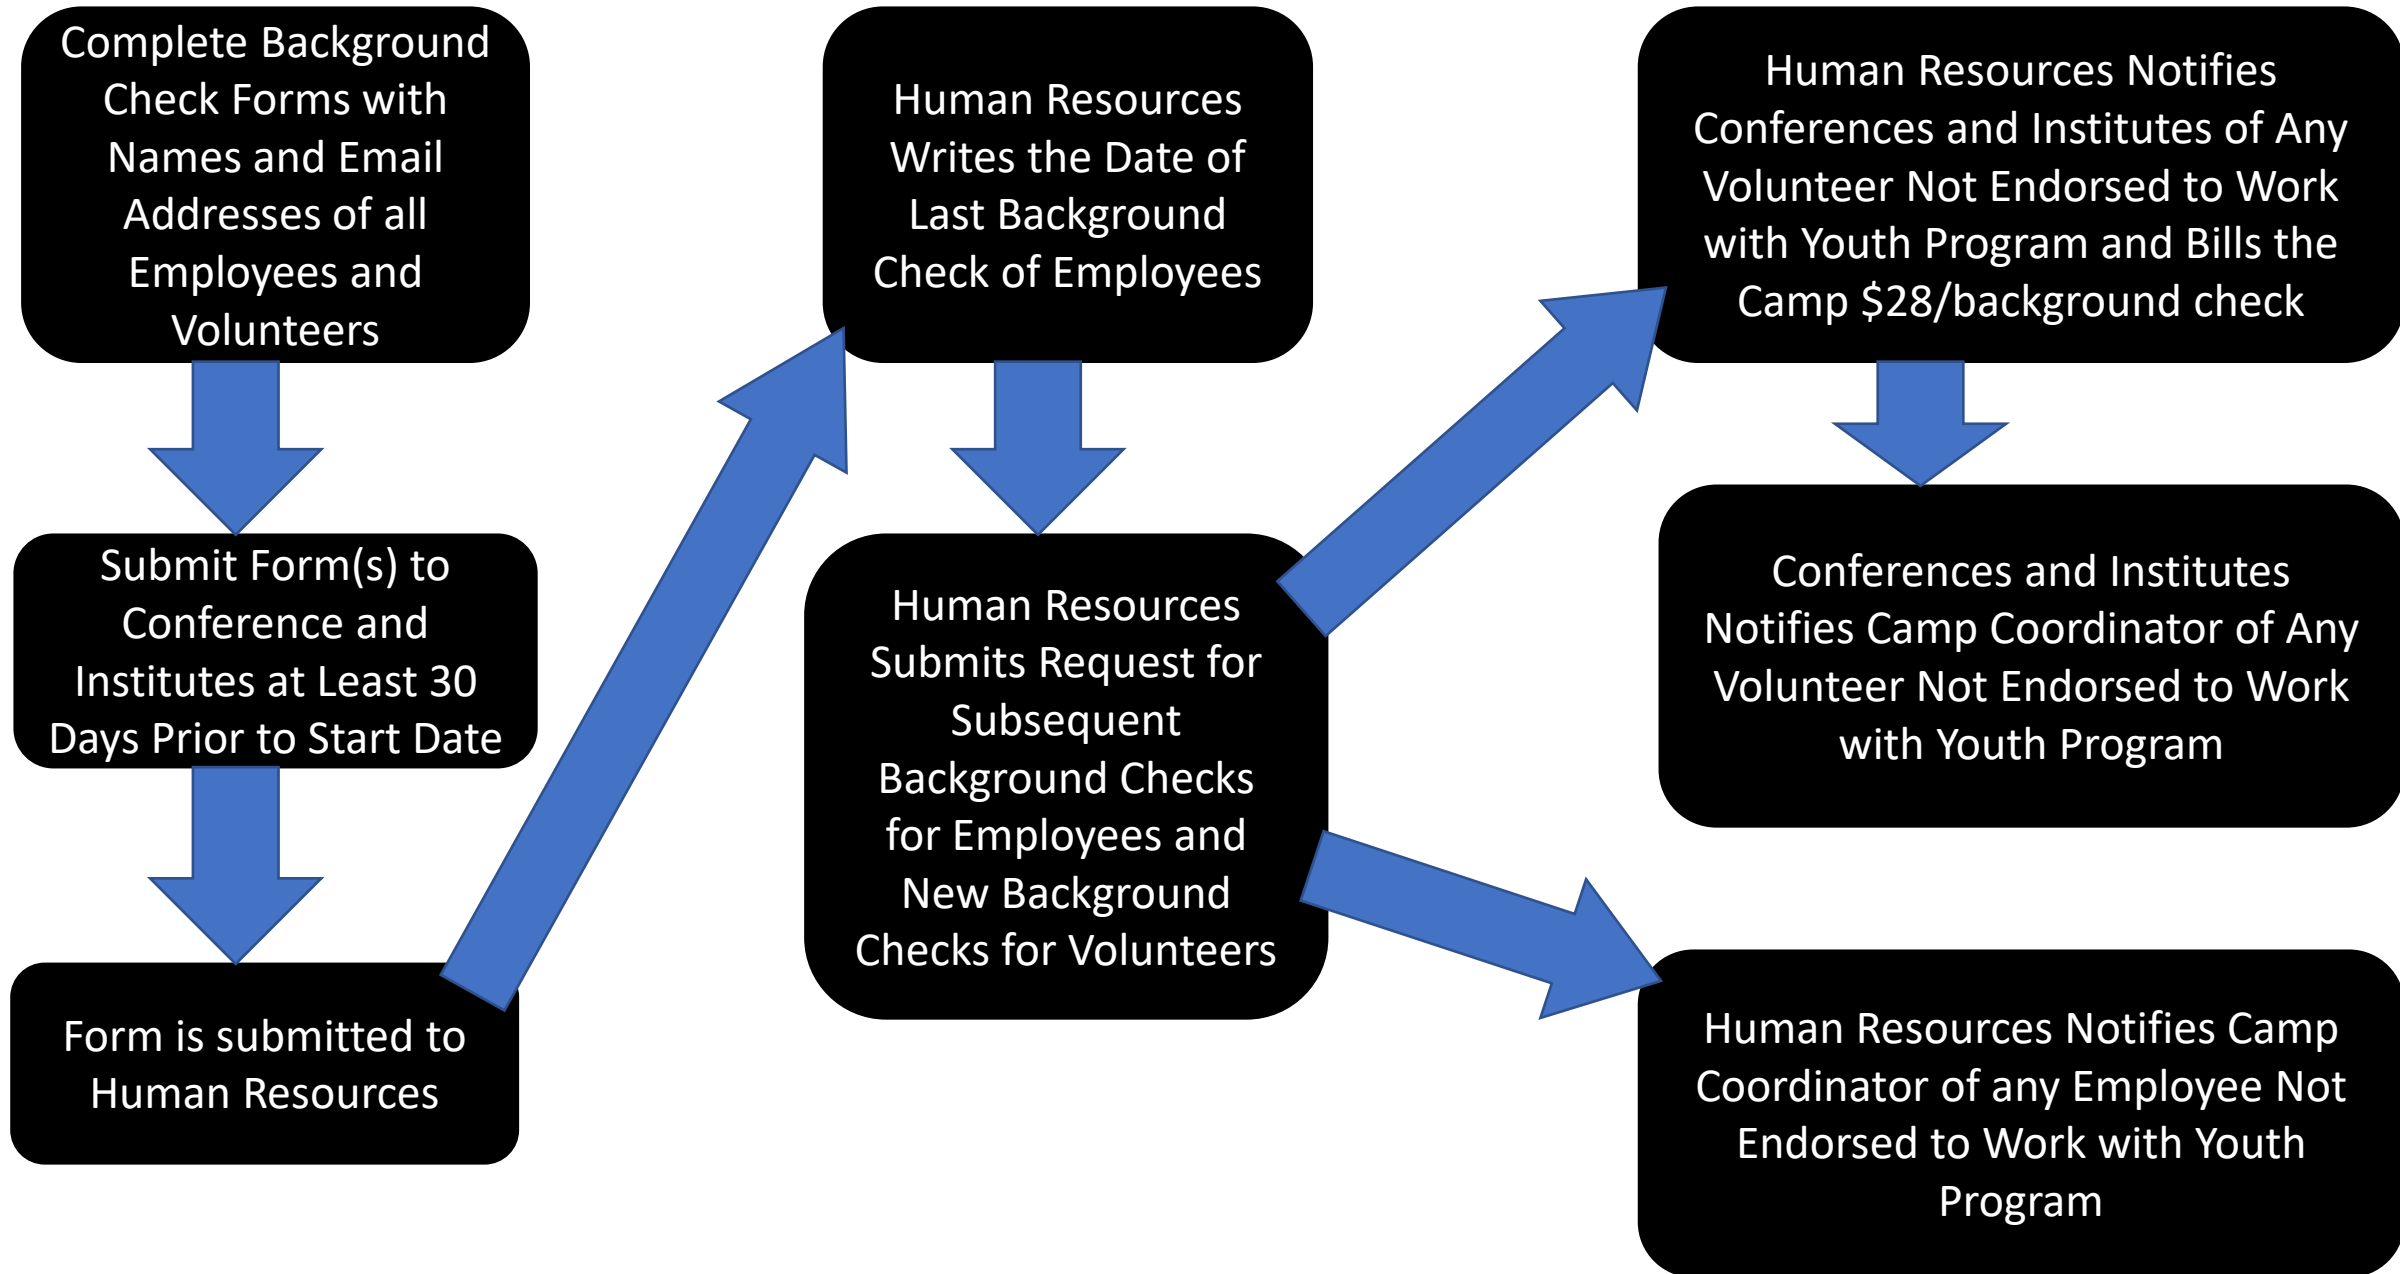 Complete Background
Check Forms with
Names and Email
Addresses of all
Employees and
Volunteers
Submit Form(s) to
Conference and
Institutes at Least 30
Days Prior to Start Date
Form is submitted to
Human Resources
Human Resources
Writes the Date of
Last Background
Check of Employees
Human Resources
Submits Request for
Subsequent
Background Checks
for Employees and
New Background
Checks for Volunteers
Human Resources Notifies
Conferences and Institutes of Any
Volunteer Not Endorsed to Work
with Youth Program and Bills the
Camp $28/background check
Conferences and Institutes
Notifies Camp Coordinator of Any
Volunteer Not Endorsed to Work
with Youth Program
Human Resources Notifies Camp
Coordinator of any Employee Not
Endorsed to Work with Youth
Program